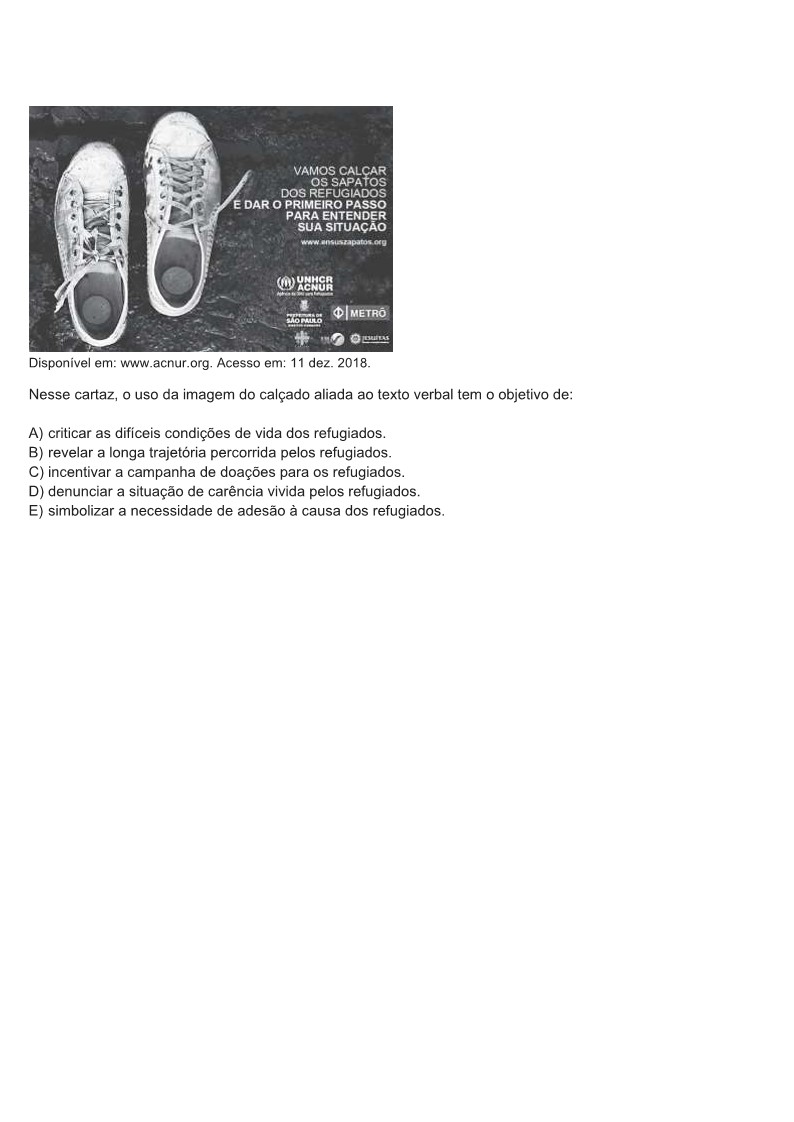 VAMOS CALÇAR
OS SAPATOS
DOS REFUGIADOS
E DAR O PRIMEIRO PASSO
PARA ENTENDER
SUA SITUAÇÃO
www.ensuszapatos.org
UNHCR
ACNUR
Agência da ONU para Refugiados
PREFEITURA DE
SÃO PAULO
DIREITOS HUMANOS
METRÔ
JESUÍTAS
Disponível em: www.acnur.org. Acesso em: 11 dez. 2018.
Nesse cartaz, o uso da imagem do calçado aliada ao texto verbal tem o objetivo de:
A) criticar as difíceis condições de vida dos refugiados.
B) revelar a longa trajetória percorrida pelos refugiados.
C) incentivar a campanha de doações para os refugiados.
D) denunciar a situação de carência vivida pelos refugiados.
E) simbolizar a necessidade de adesão à causa dos refugiados.